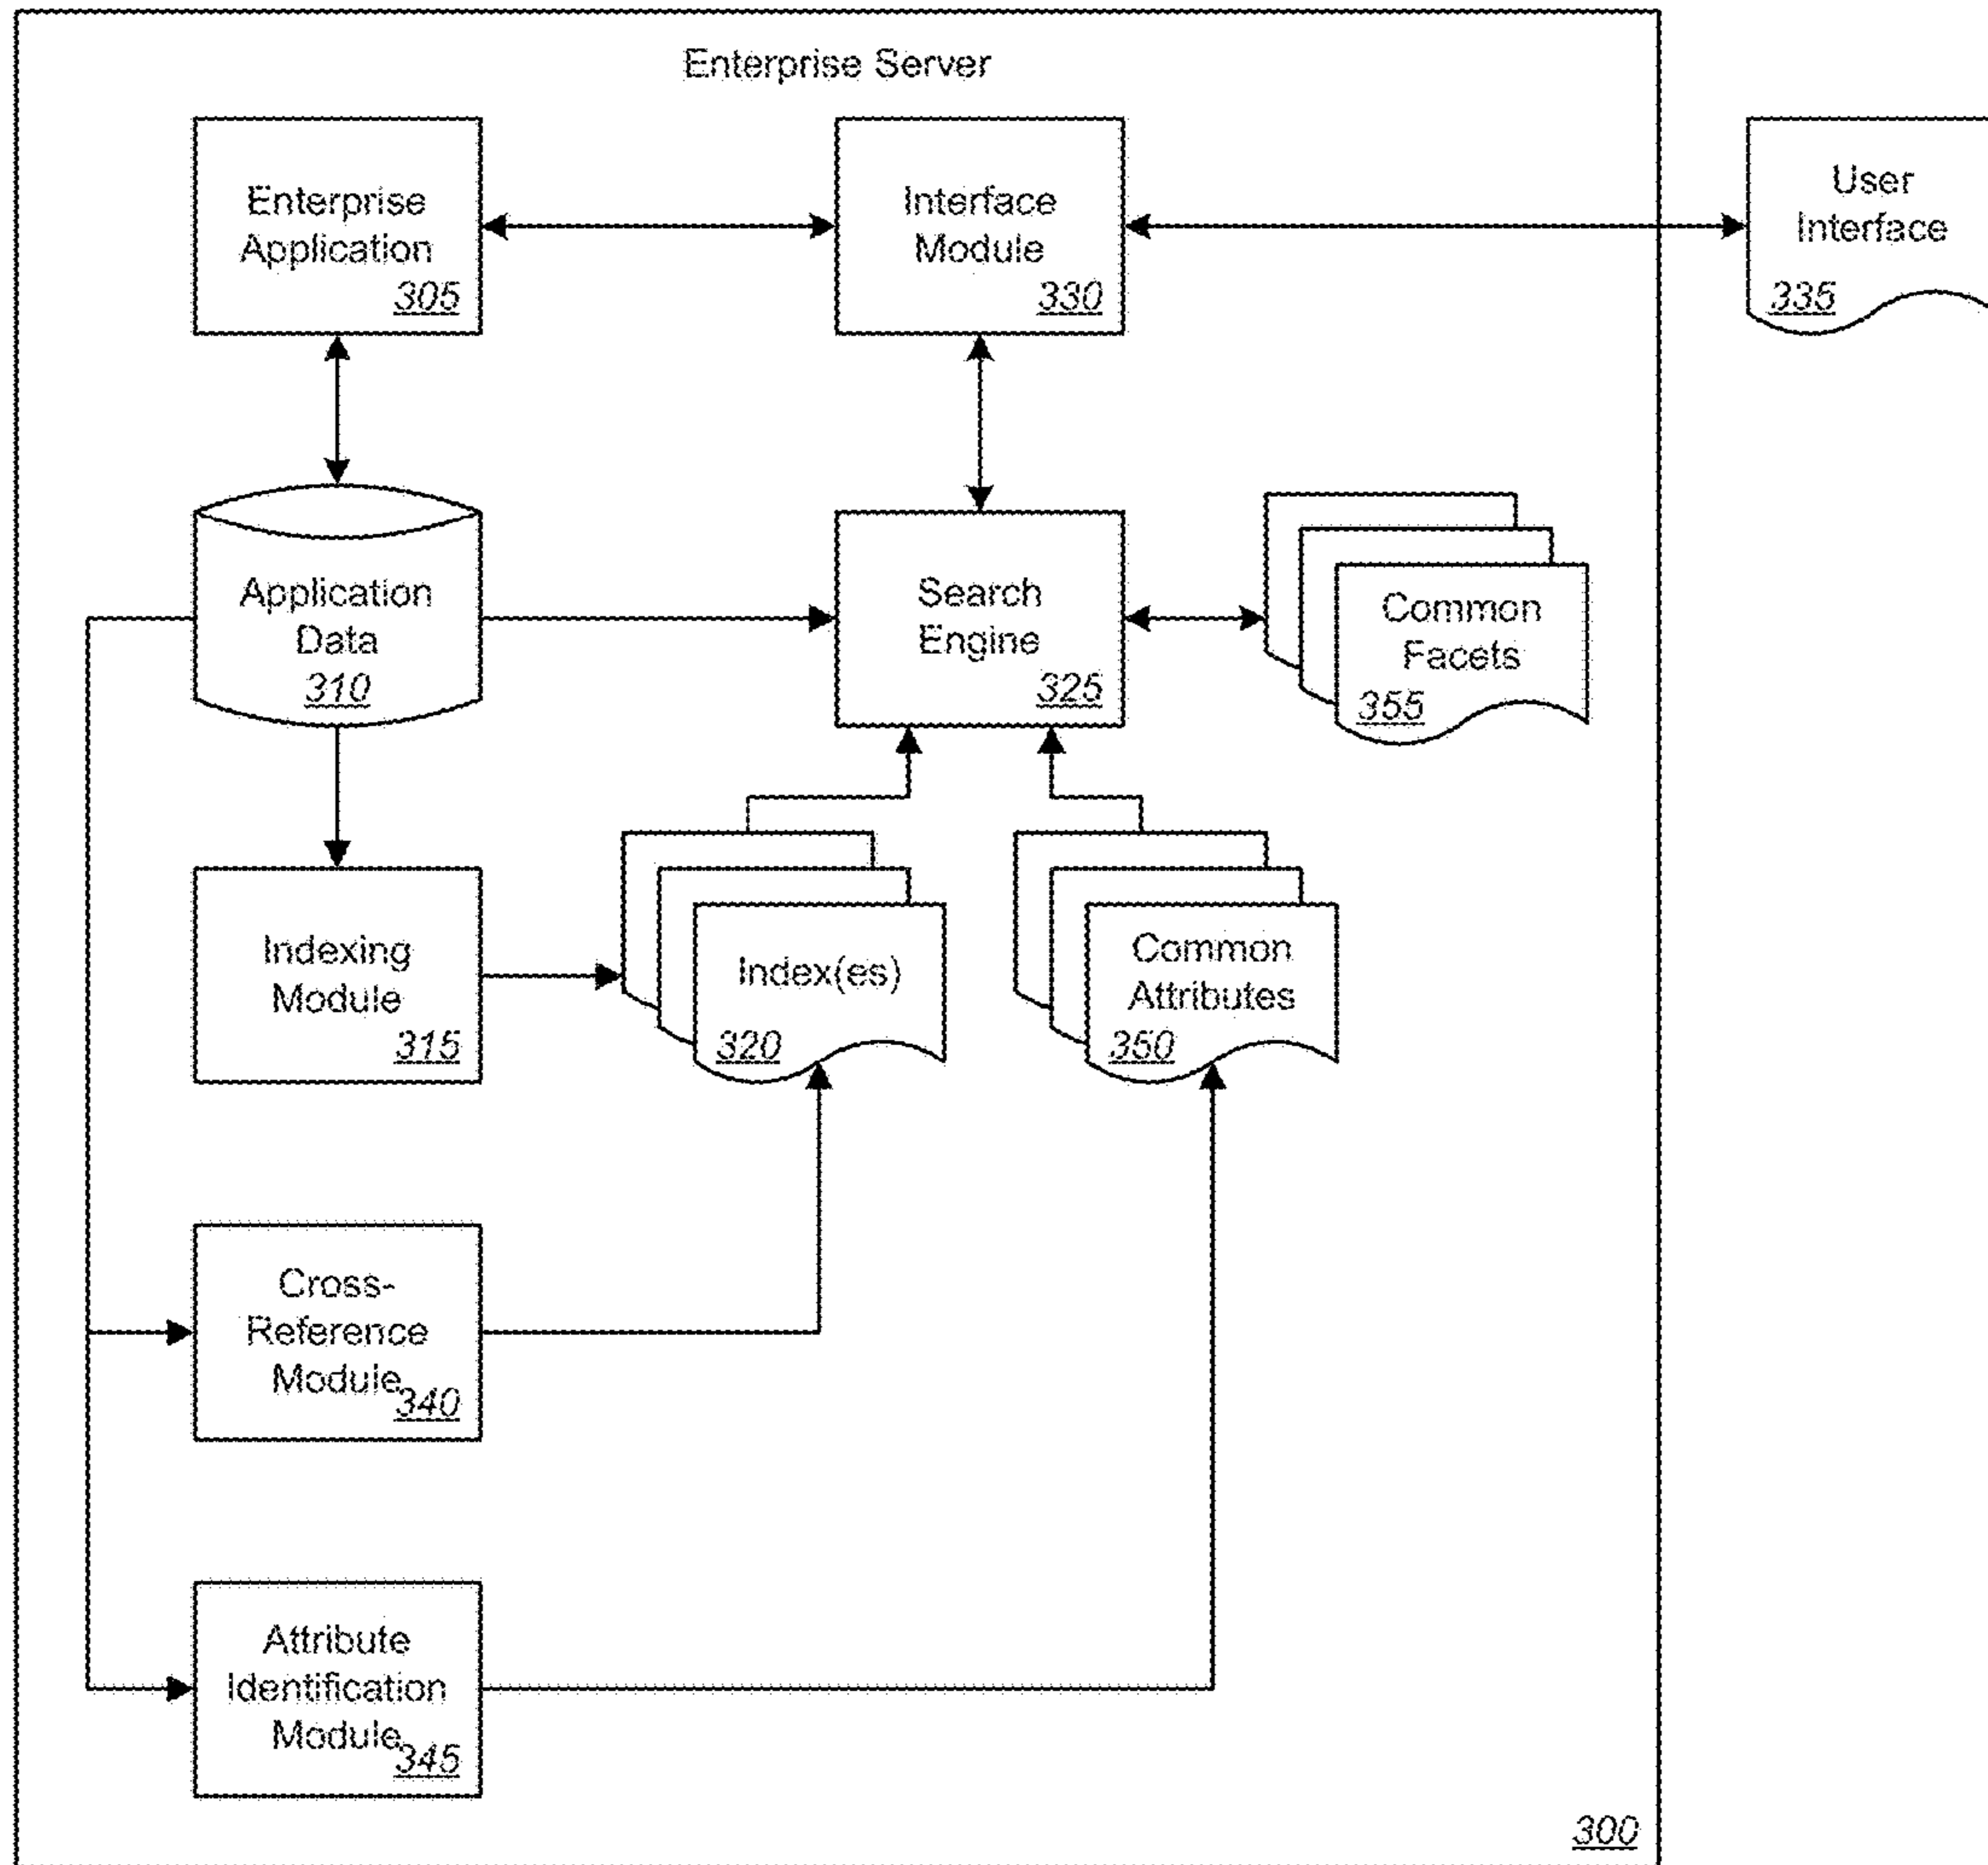 Enterprise Server
Enterprise
Application
305
Interface
Module
330
User
Interface
335
Application
Data
310
Search
Engine
325
Common
Facets
355
Indexing
Module
315
Index(es)
320
Common
Attributes
350
Cross-
Reference
Module
340
Attribute
Identification
Module
345
300